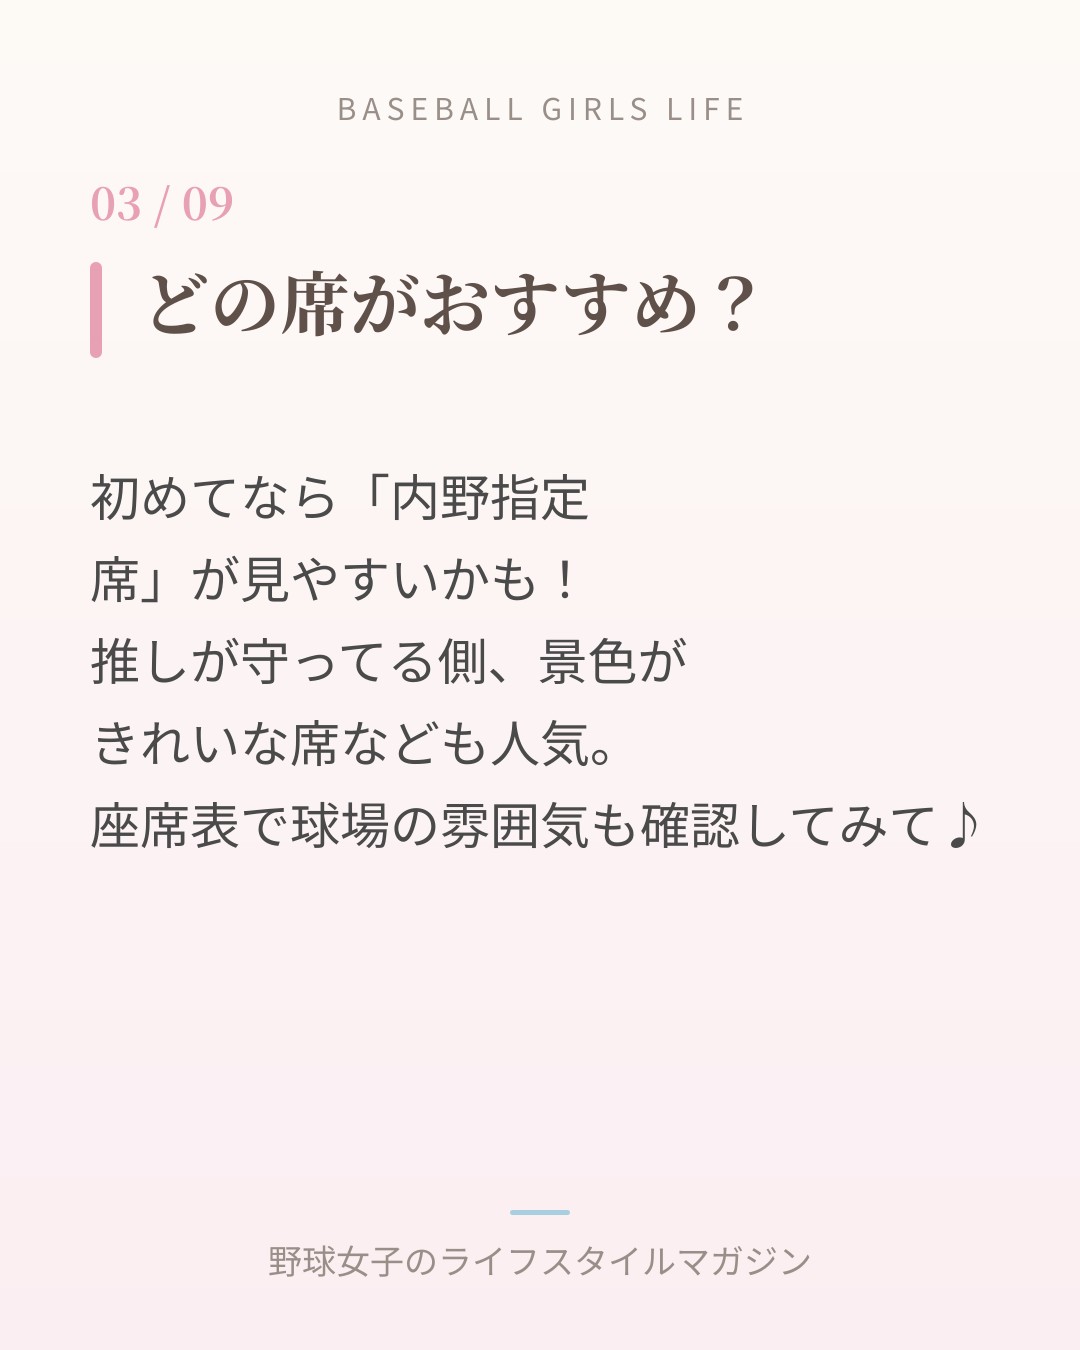 BASEBALL GIRLS LIFE
03 / 09
どの席がおすすめ？
初めてなら「内野指定
席」が見やすいかも！
推しが守ってる側、景色が
きれいな席なども人気。
座席表で球場の雰囲気も確認してみて♪
野球女子のライフスタイルマガジン